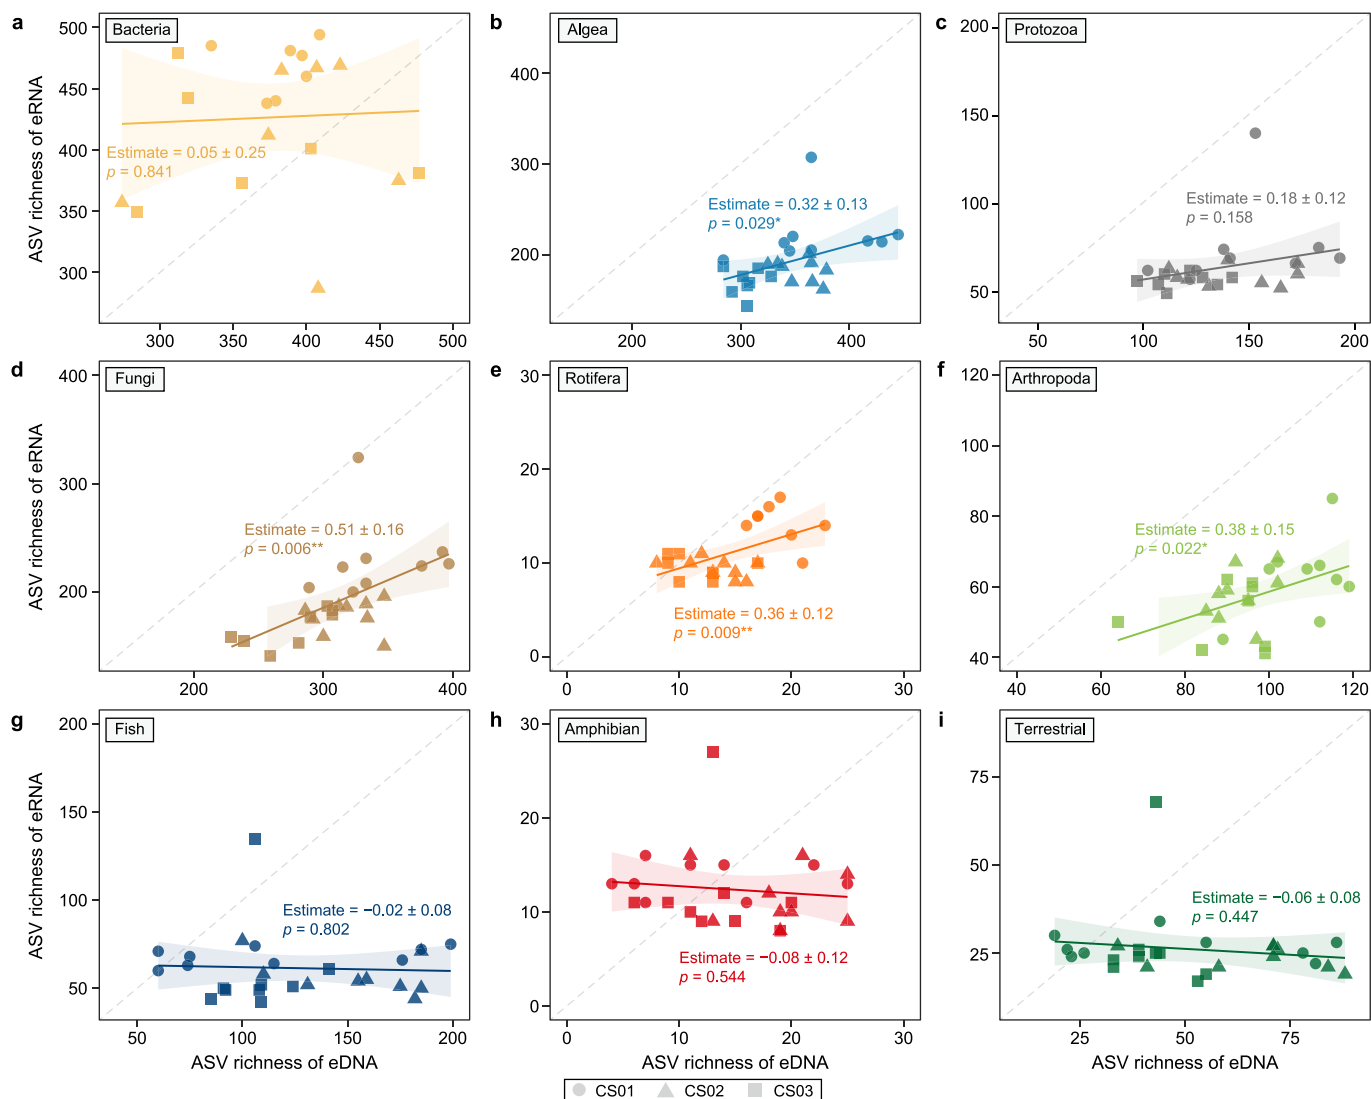 a
Bacteria
500
450
400
350
300
ASV richness of eRNA
Estimate = 0.05 ± 0.25
p = 0.841
300
350
400
450
500
b
Algea
400
300
200
Estimate = 0.32 ± 0.13
p = 0.029*
200
300
400
c
Protozoa
200
150
100
50
Estimate = 0.18 ± 0.12
p = 0.158
50
100
150
200
d
Fungi
400
300
200
ASV richness of eRNA
Estimate = 0.51 ± 0.16
p = 0.006**
200
300
400
e
Rotifera
30
20
10
0
Estimate = 0.36 ± 0.12
p = 0.009**
0
10
20
30
f
Arthropoda
120
100
80
60
40
Estimate = 0.38 ± 0.15
p = 0.022*
40
60
80
100
120
g
Fish
200
150
100
50
ASV richness of eRNA
Estimate = −0.02 ± 0.08
p = 0.802
50
100
150
200
ASV richness of eDNA
h
Amphibian
30
20
10
0
Estimate = −0.08 ± 0.12
p = 0.544
0
10
20
30
ASV richness of eDNA
i
Terrestrial
75
50
25
Estimate = −0.06 ± 0.08
p = 0.447
25
50
75
ASV richness of eDNA
CS01 CS02 CS03